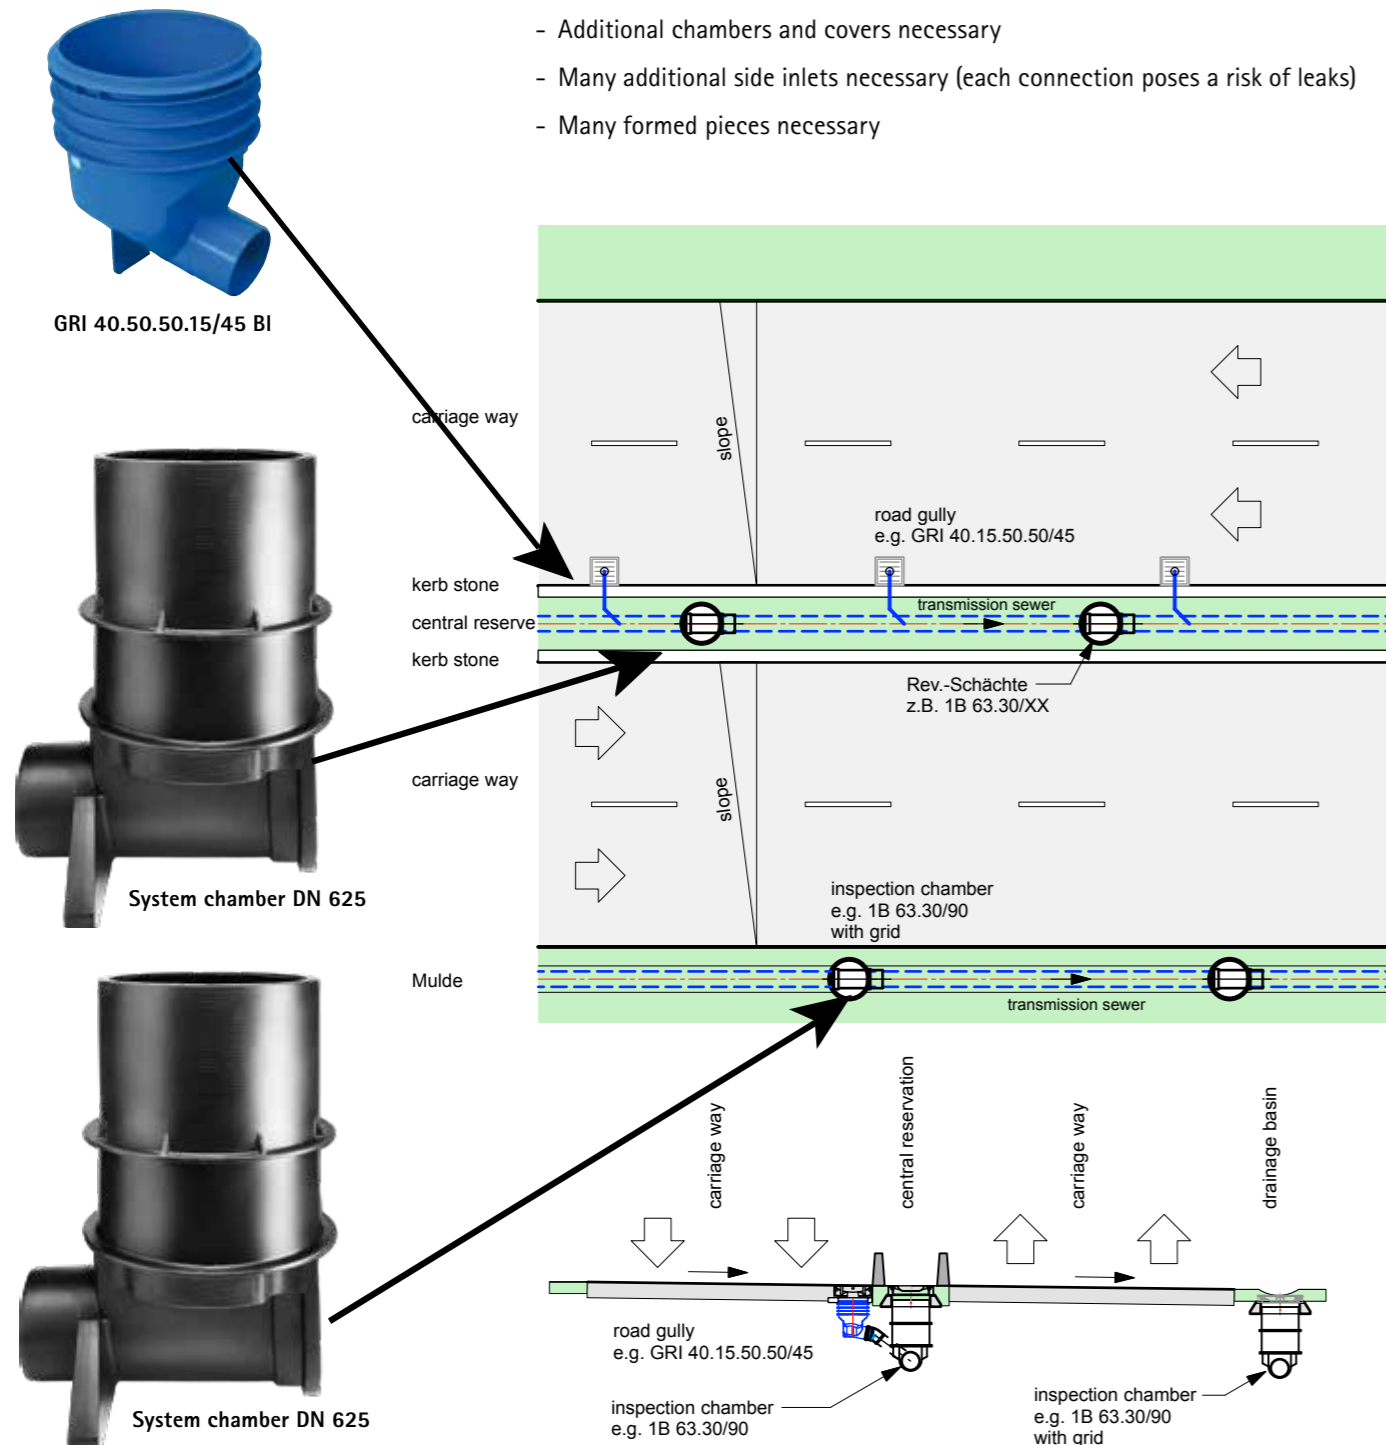 - Additional chambers and covers necessary
- Many additional side inlets necessary (each connection poses a risk of leaks)
- Many formed pieces necessary
GRI 40.50.50.15/45 BI
carriage way
slope
road gully
e.g. GRI 40.15.50.50/45
kerb stone
transmission sewer
central reserve
kerb stone
Rev.-Schächte
z.B. 1B 63.30/XX
carriage way
slope
System chamber DN 625
inspection chamber
e.g. 1B 63.30/90
with grid
Mulde
transmission sewer
carriage way
central reservation
carriage way
drainage basin
road gully
e.g. GRI 40.15.50.50/45
inspection chamber
e.g. 1B 63.30/90
inspection chamber
e.g. 1B 63.30/90
with grid
System chamber DN 625